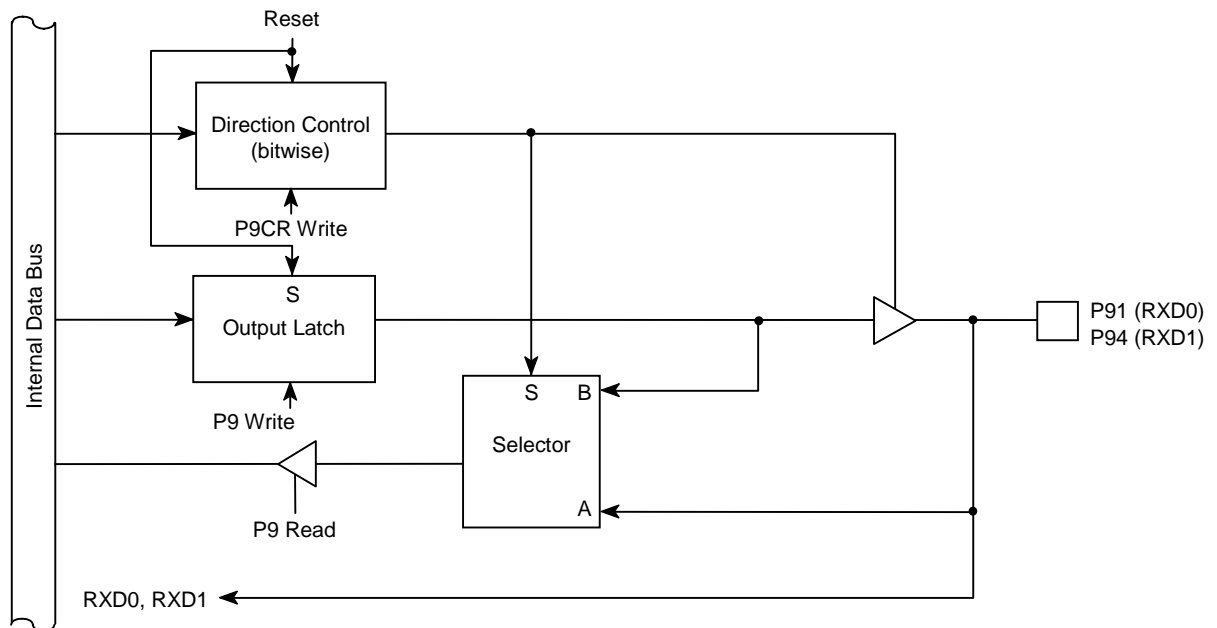 Reset
Direction Control
(bitwise)
P9CR Write
Internal Data Bus
S
Output Latch
P91 (RXD0)
P94 (RXD1)
P9 Write
S
B
Selector
A
P9 Read
RXD0, RXD1